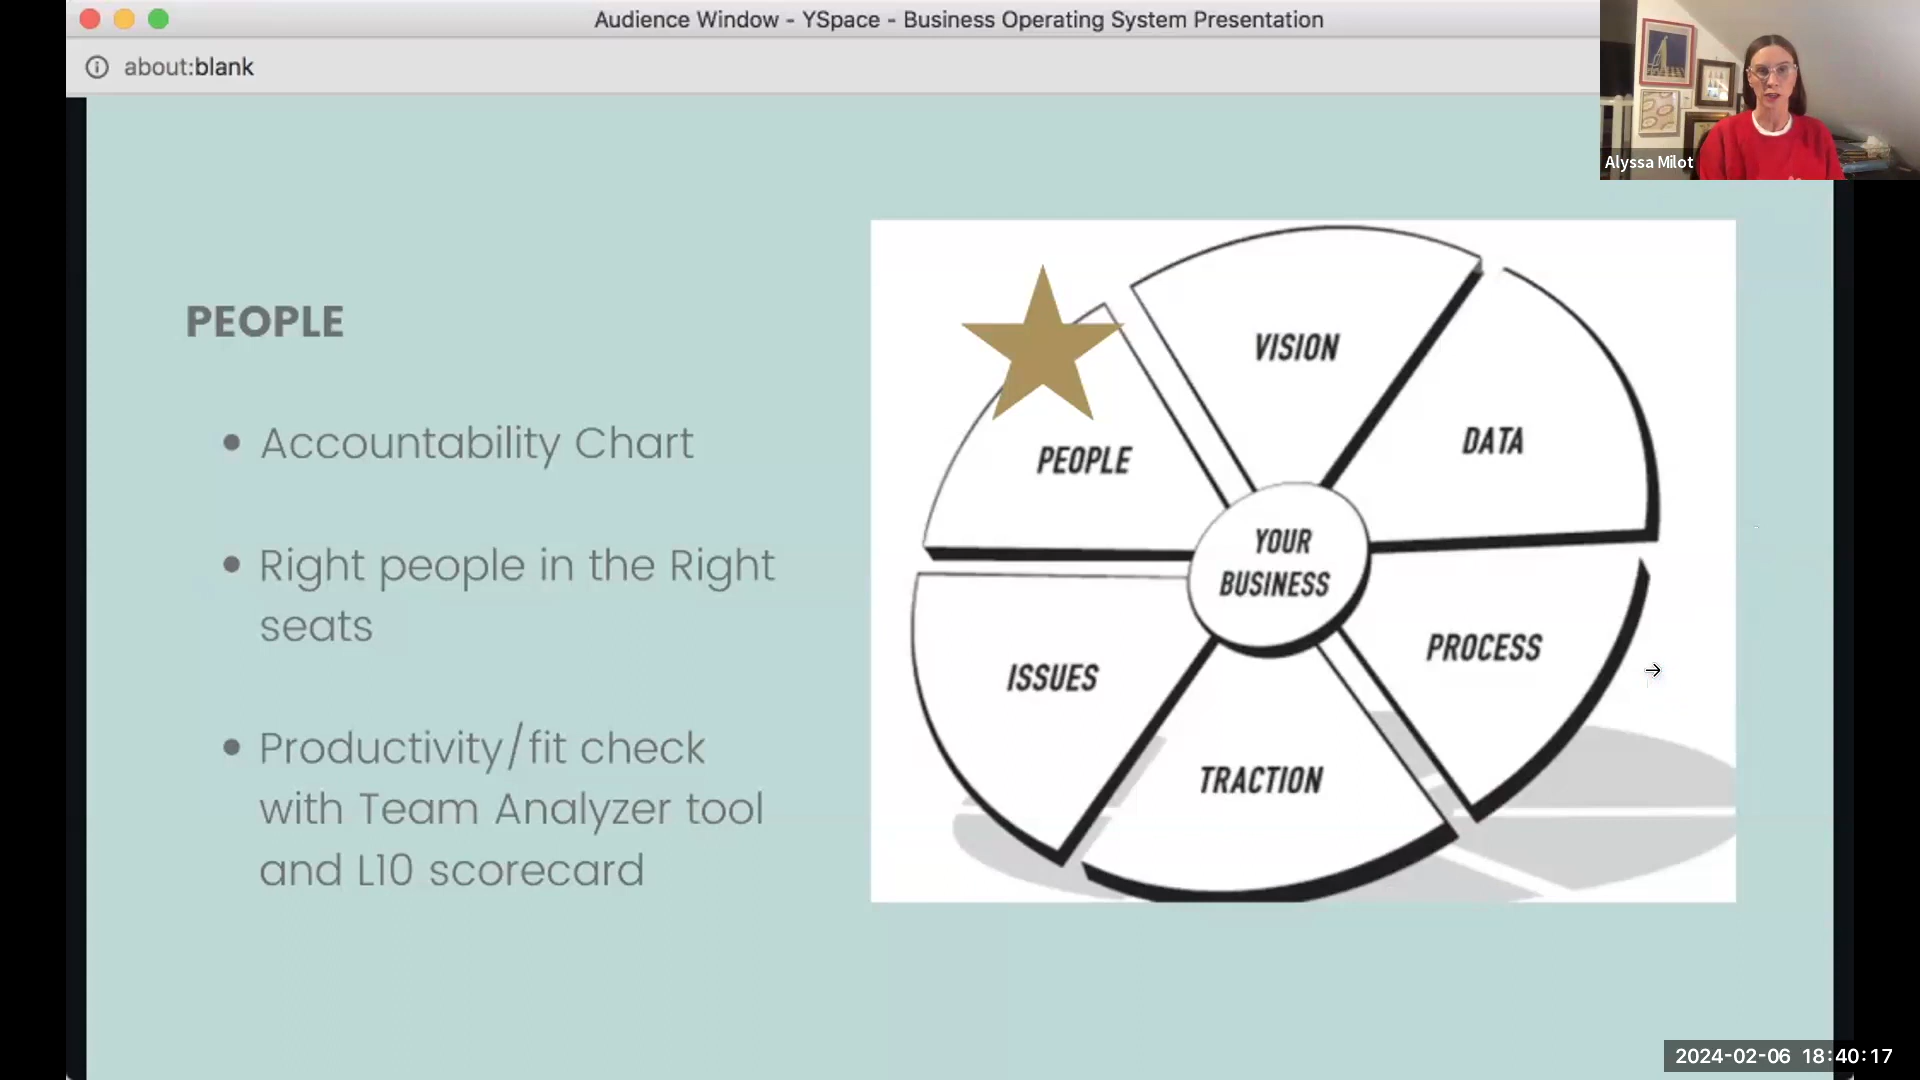 Audience Window - YSpace - Business Operating System Presentation
about:blank
Alyssa Milot
PEOPLE
Accountability Chart
Right people in the Right
seats
Productivity/fit check
with Team Analyzer tool
and L10 scorecard
VISION
DATA
PEOPLE
YOUR
BUSINESS
PROCESS
ISSUES
TRACTION
2024-02-06 18:40:17